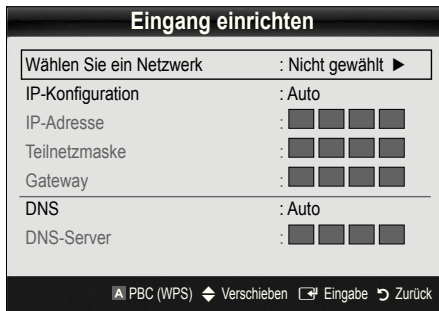 Eingang einrichten
Wählen Sie ein Netzwerk : Nicht gewählt ►
IP-Konfiguration : Auto
IP-Adresse :
Teilnetzmaske :
Gateway :
DNS : Auto
DNS-Server :
A PBC (WPS) Verschieben Eingabe Zurück